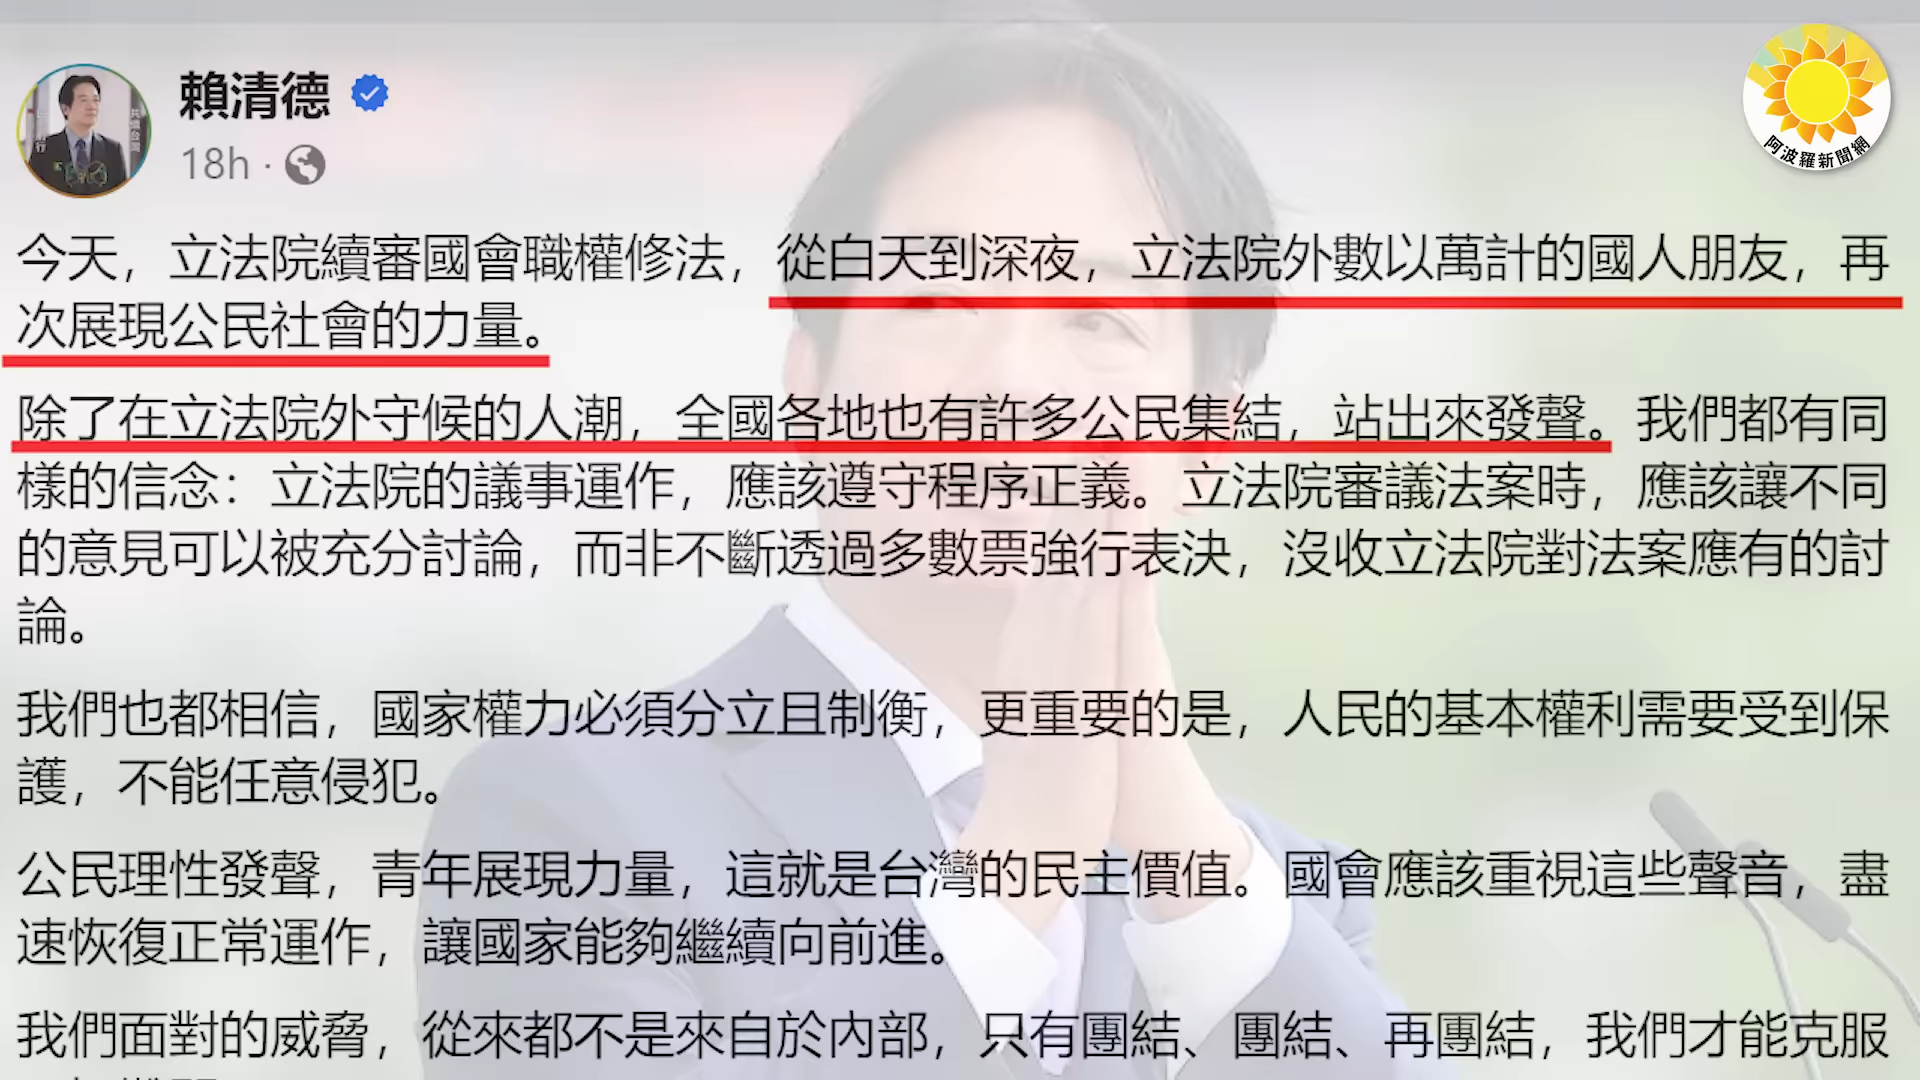 賴清德
18h ·
阿波羅新聞網
今天，立法院續審國會職權修法，從白天到深夜，立法院外數以萬計的國人朋友，再
次展現公民社會的力量。
除了在立法院外守候的人潮，全國各地也有許多公民集結，站出來發聲。我們都有同
樣的信念：立法院的議事運作，應該遵守程序正義。立法院審議法案時，應該讓不同
的意見可以被充分討論，而非不斷透過多數票強行表決，沒收立法院對法案應有的討
論。
我們也都相信，國家權力必須分立且制衡，更重要的是，人民的基本權利需要受到保
護，不能任意侵犯。
公民理性發聲，青年展現力量，這就是台灣的民主價值。國會應該重視這些聲音，盡
速恢復正常運作，讓國家能夠繼續向前進。
我們面對的威脅，從來都不是來自於內部，只有團結、團結、再團結，我們才能克服